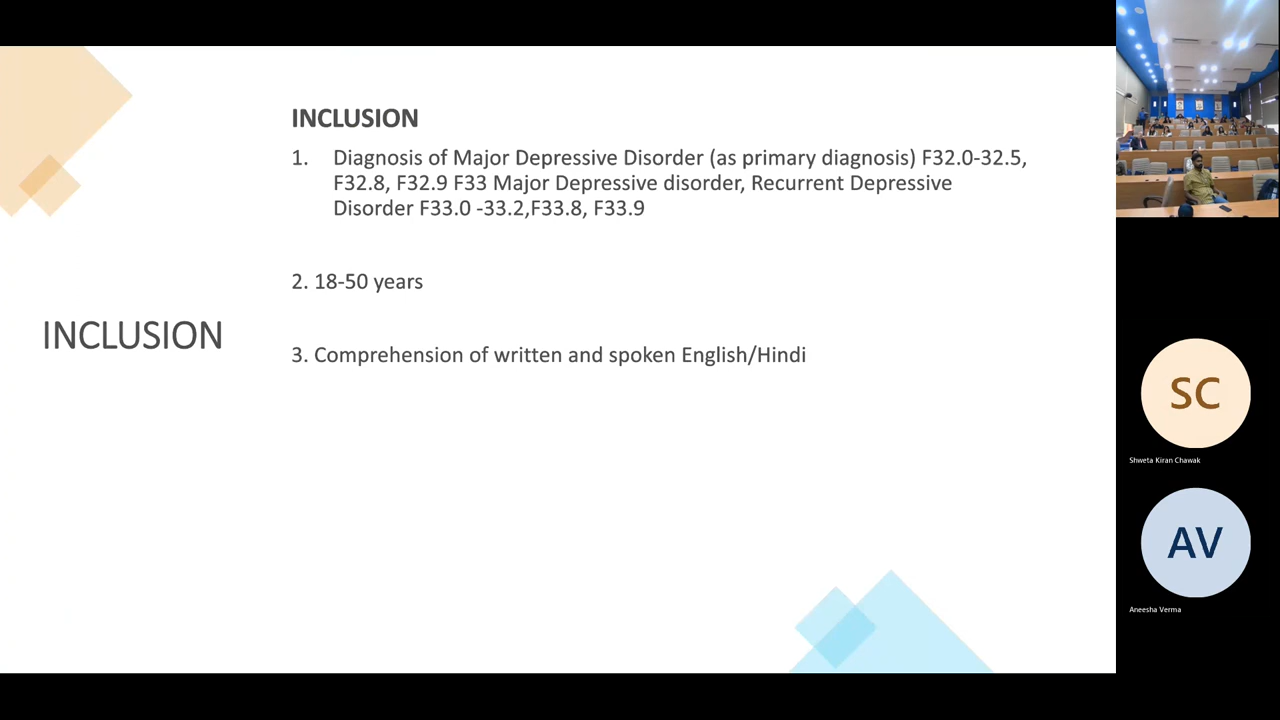 INCLUSION
INCLUSION
1. Diagnosis of Major Depressive Disorder (as primary diagnosis) F32.0-32.5,
F32.8, F32.9 F33 Major Depressive disorder, Recurrent Depressive
Disorder F33.0 -33.2,F33.8, F33.9
2. 18-50 years
3. Comprehension of written and spoken English/Hindi
SC
Shweta Kiran Chawak
AV
Aneesha Verma